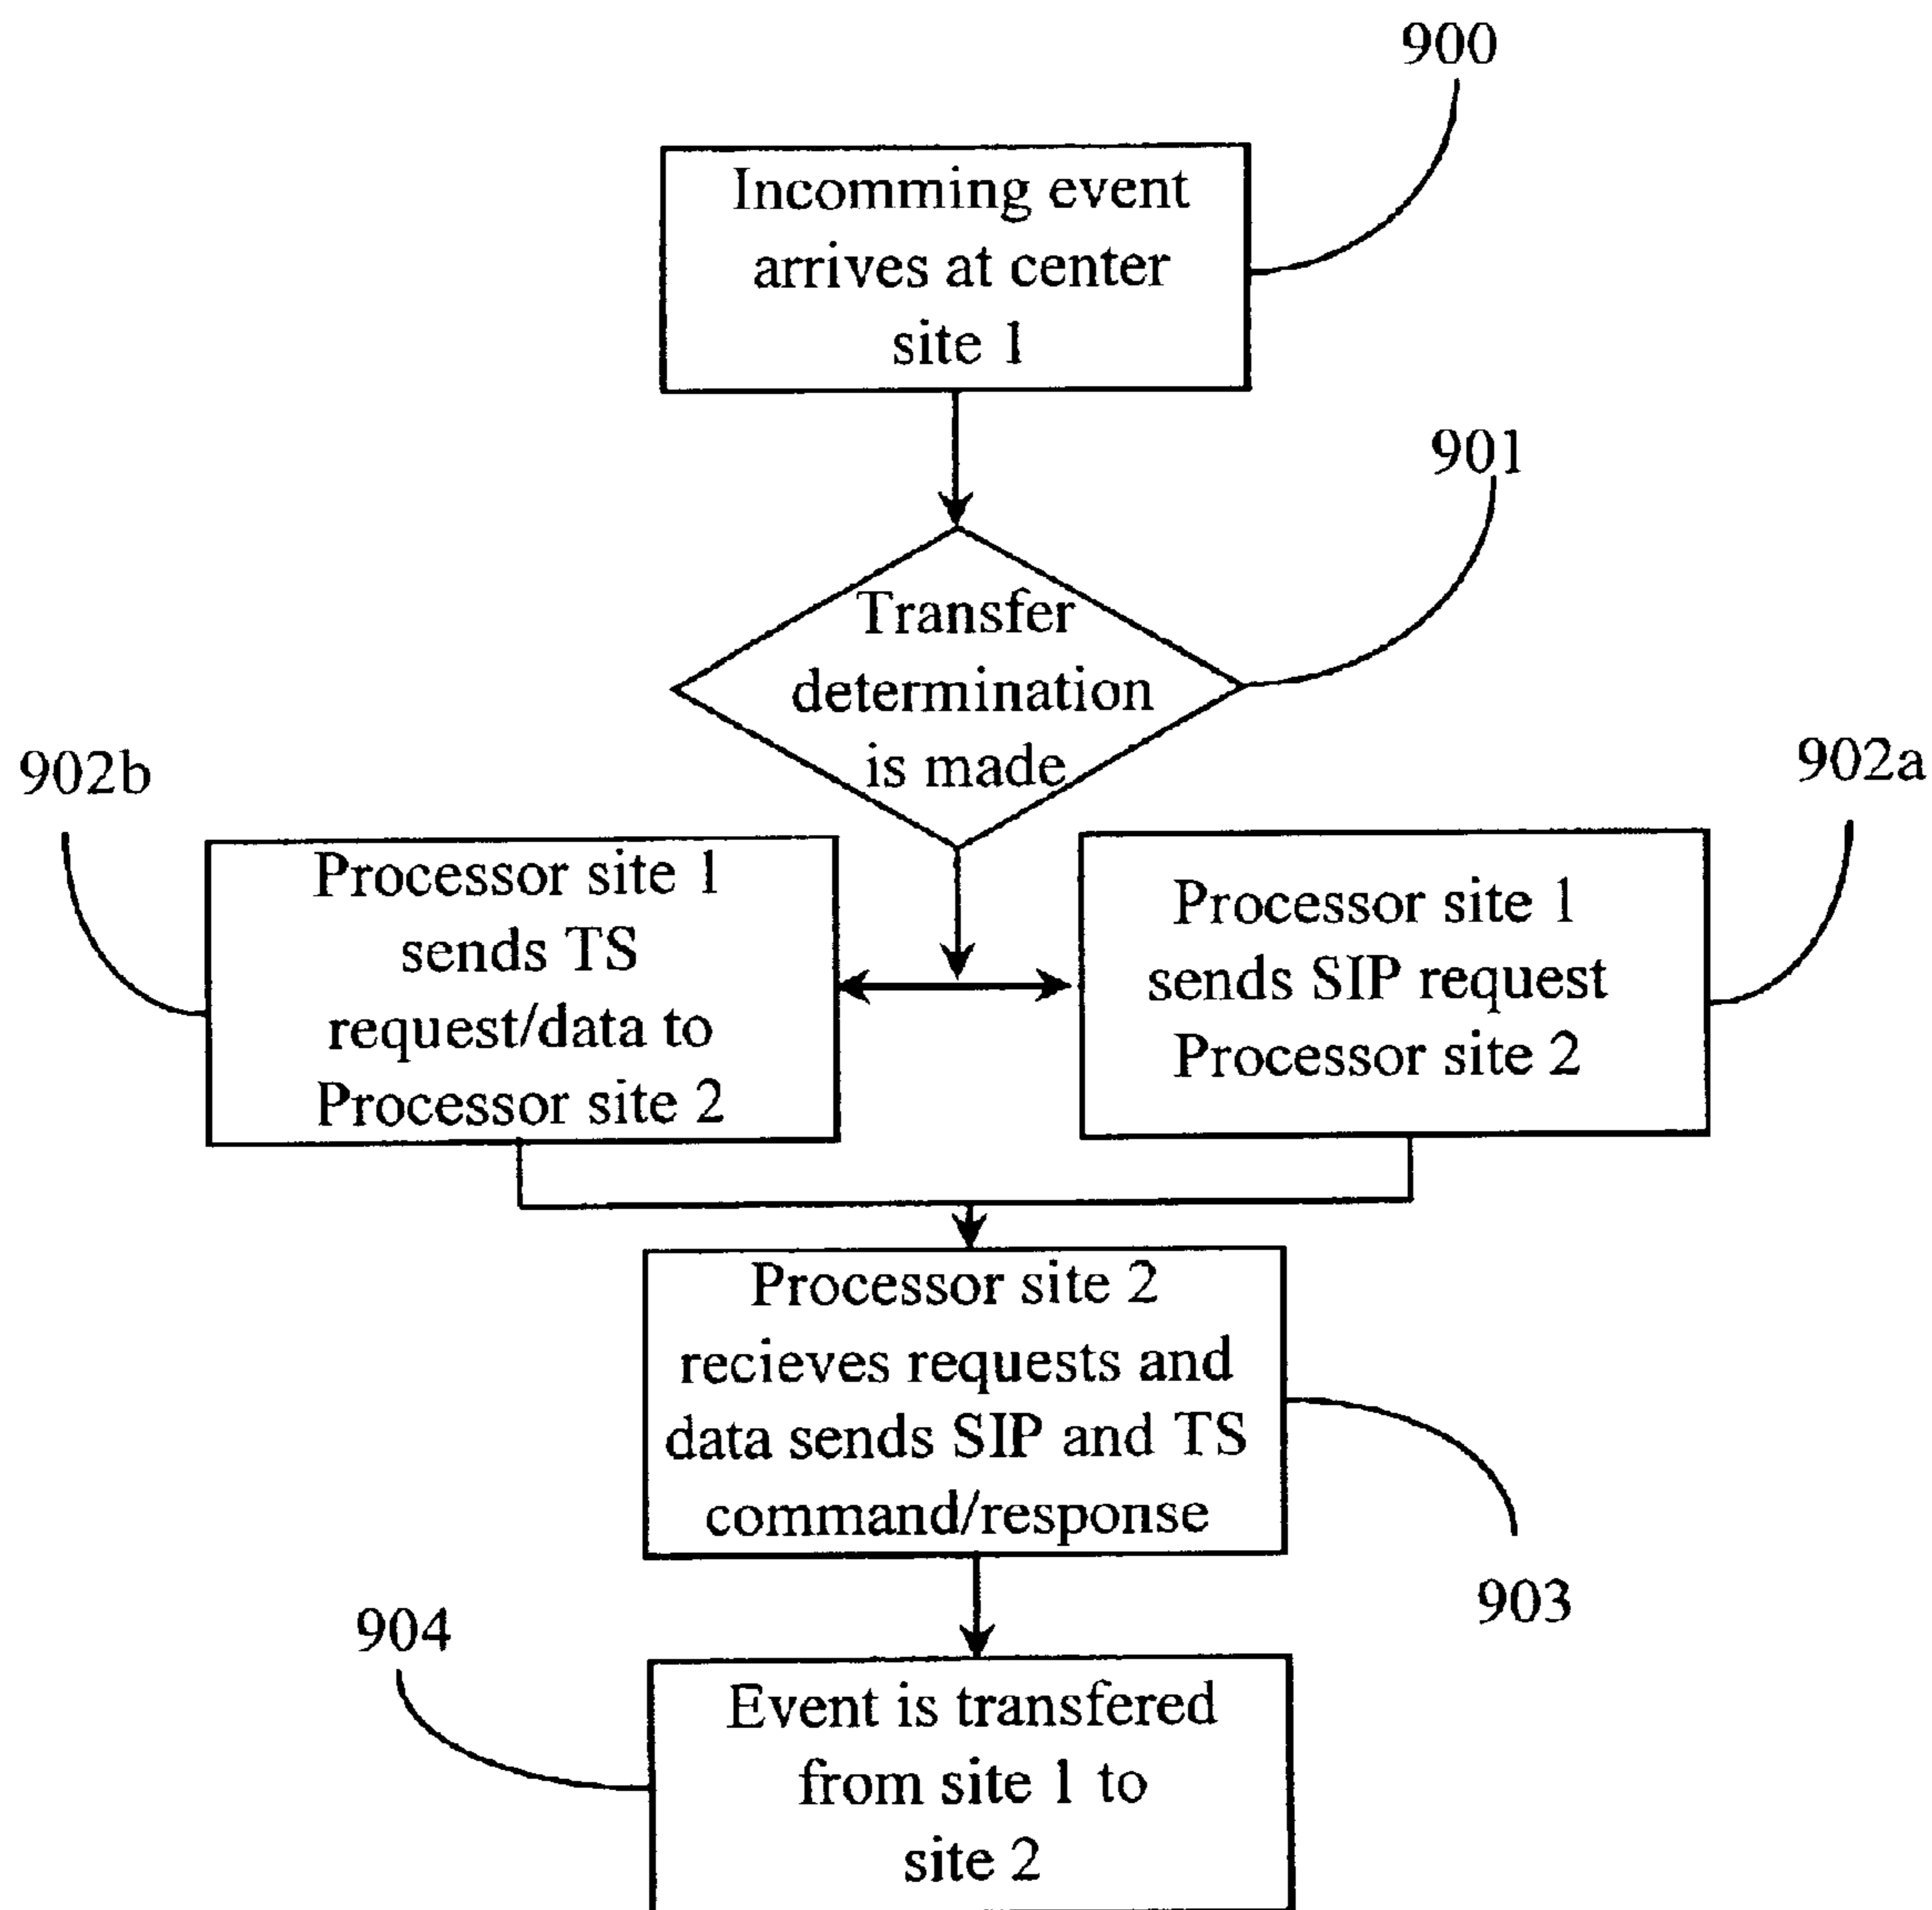 900
Incomming event
arrives at center
site 1
901
Transfer
determination
is made
902b
902a
Processor site 1
sends TS
request/data to
Processor site 2
Processor site 1
sends SIP request
Processor site 2
Processor site 2
recieves requests and
data sends SIP and TS
command/response
903
904
Event is transfered
from site 1 to
site 2